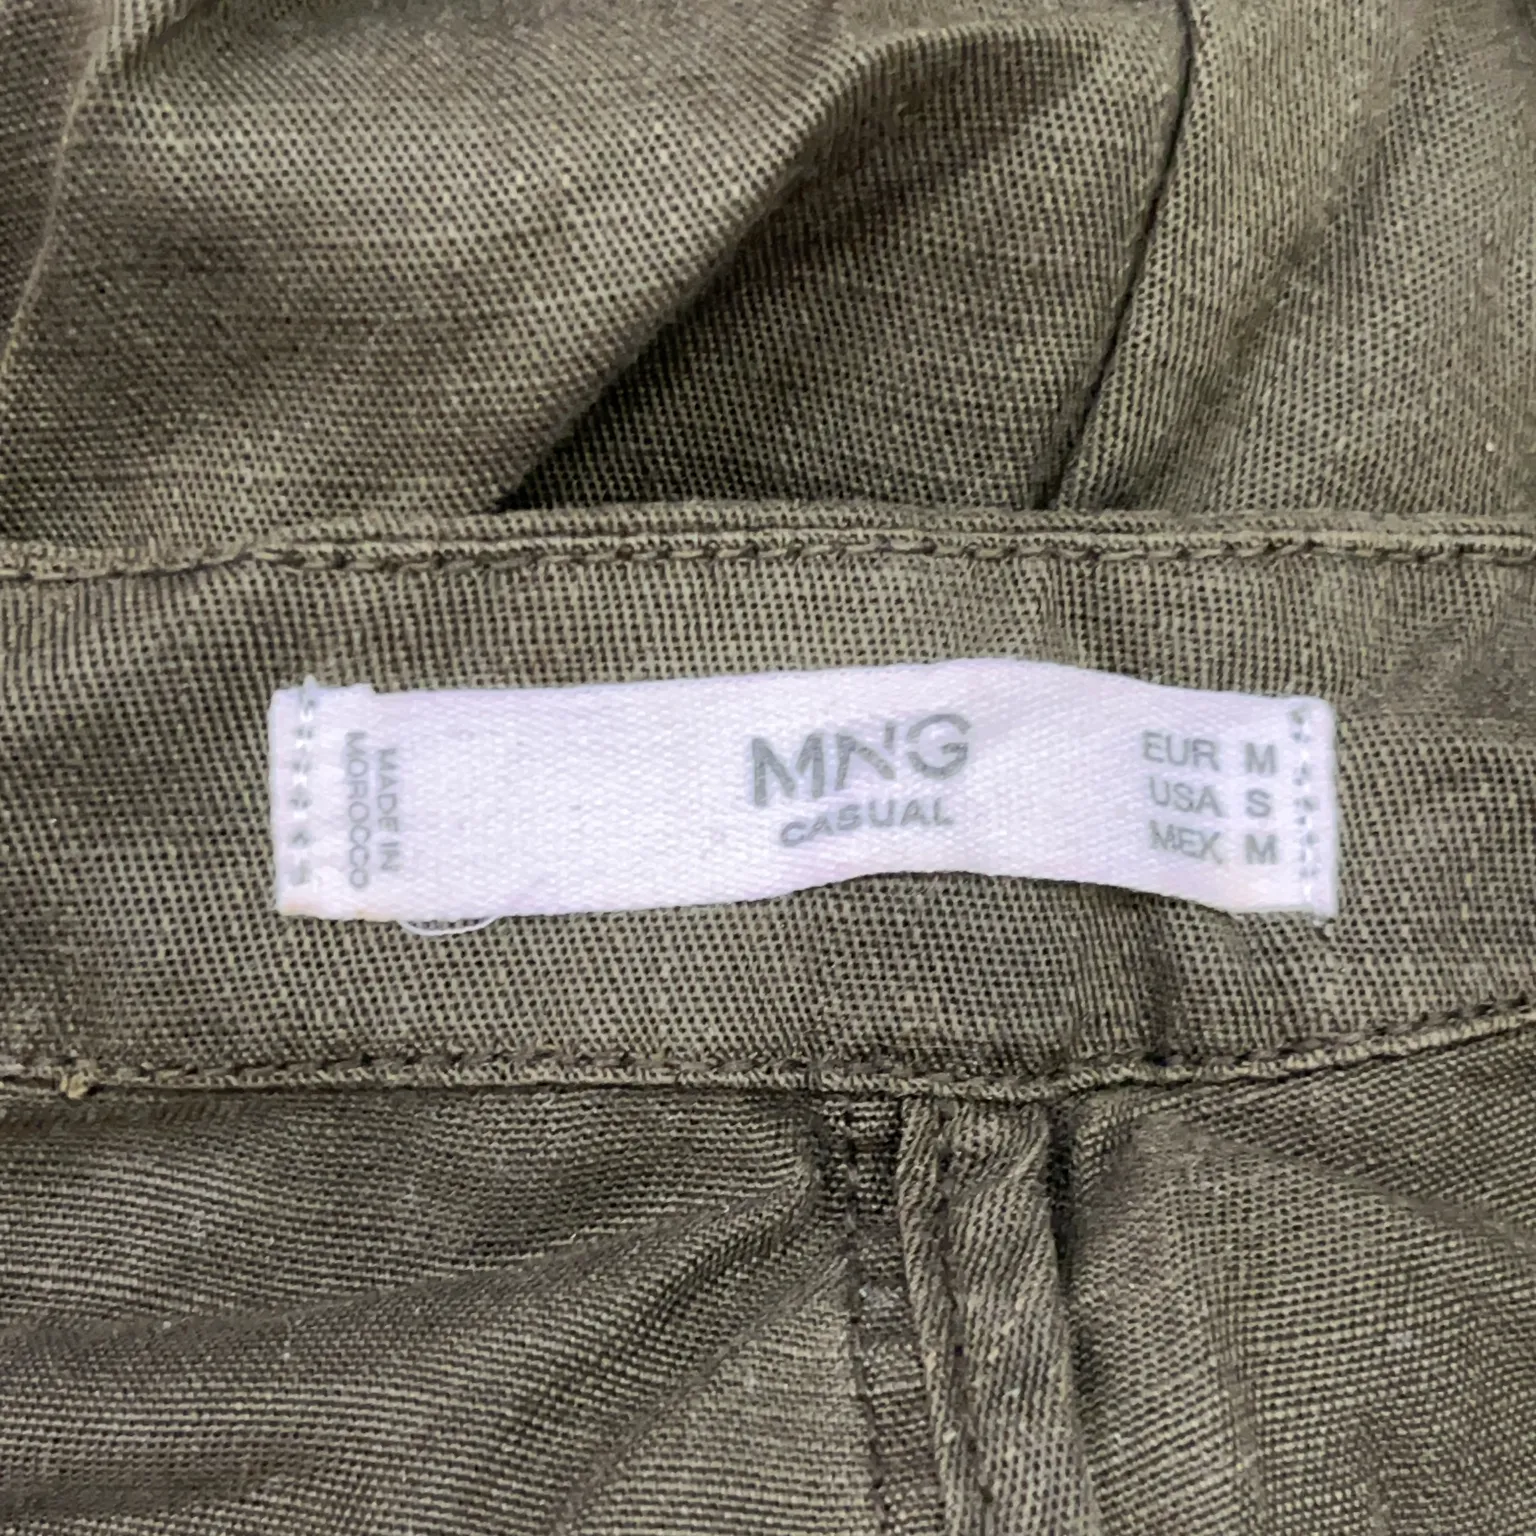 MADE IN
MOROCCO
MNG
CASUAL
EUR M
USA S
MEX M